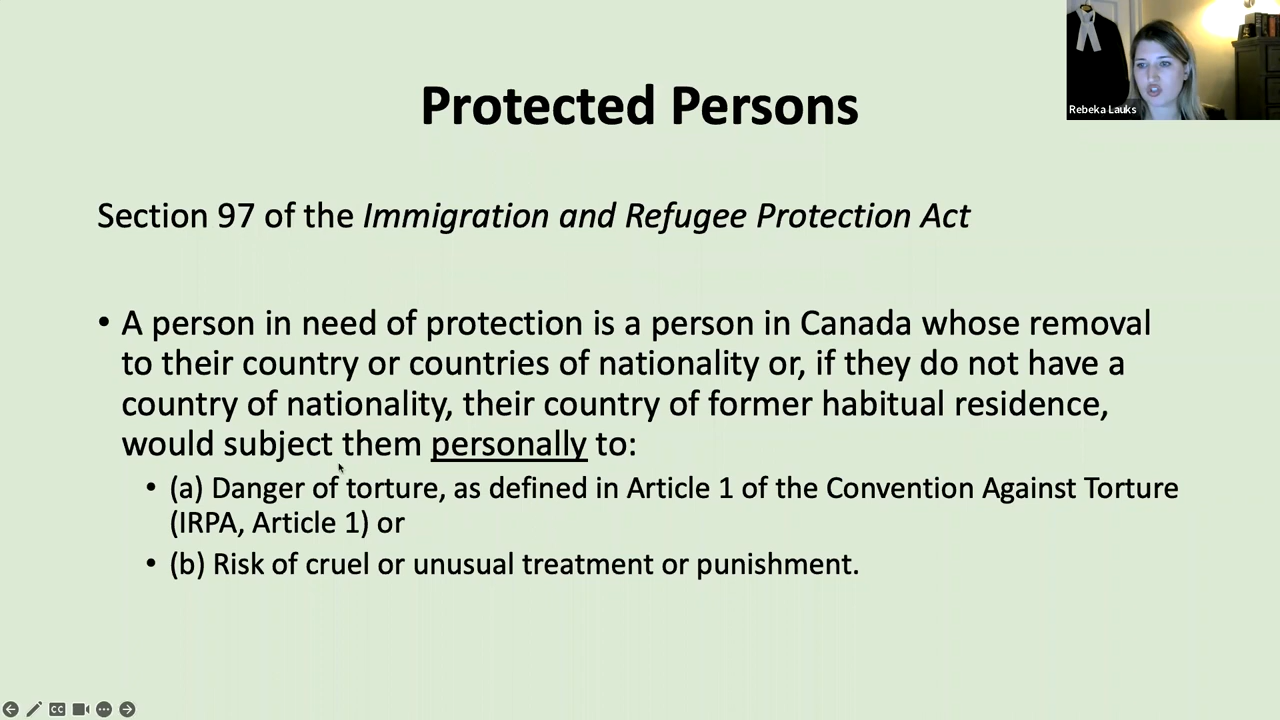 Rebeka Lauks
Protected Persons
Section 97 of the Immigration and Refugee Protection Act
• A person in need of protection is a person in Canada whose removal
to their country or countries of nationality or, if they do not have a
country of nationality, their country of former habitual residence,
would subject them personally to:
• (a) Danger of torture, as defined in Article 1 of the Convention Against Torture
(IRPA, Article 1) or
• (b) Risk of cruel or unusual treatment or punishment.
CC